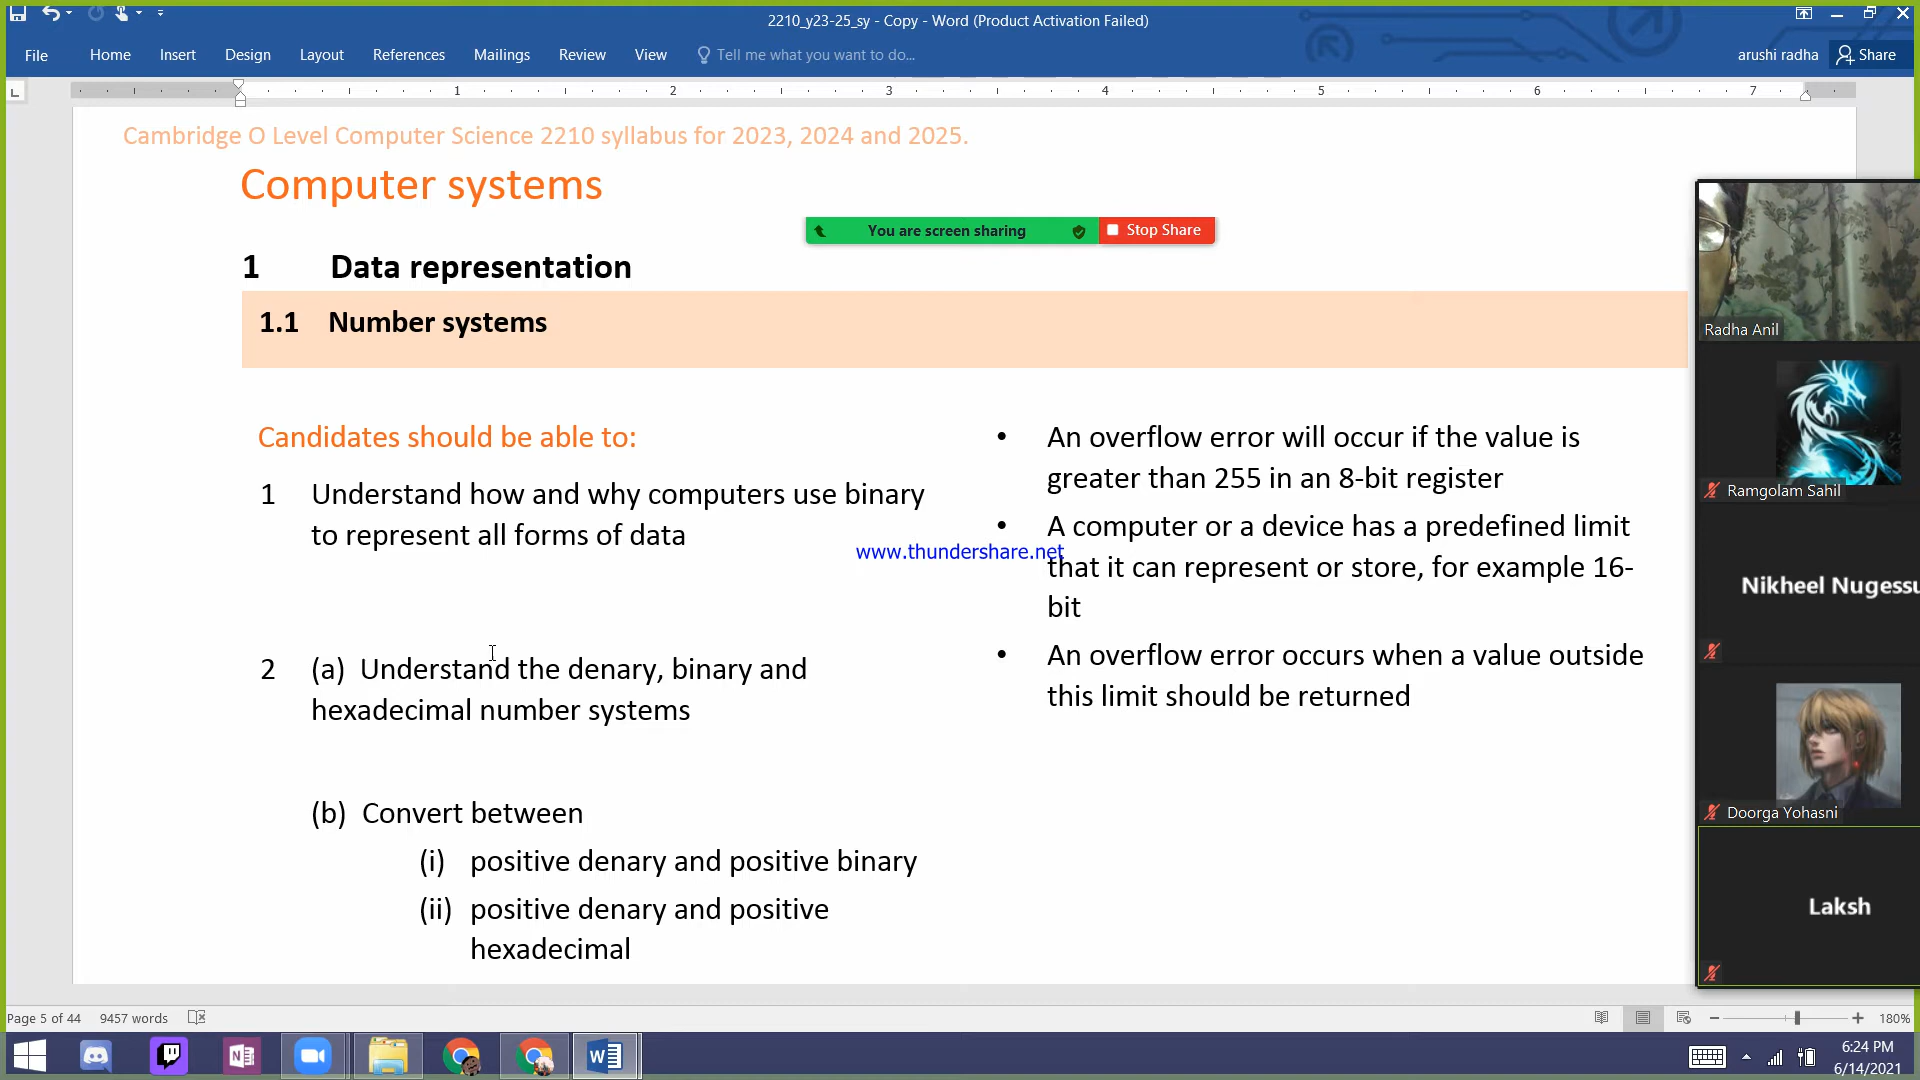 2210_y23-25_sy - Copy - Word (Product Activation Failed)
File Home Insert Design Layout References Mailings Review View Tell me what you want to do... arushi radha Share
1 2 3 4 5 6 7
Cambridge O Level Computer Science 2210 syllabus for 2023, 2024 and 2025.
Computer systems
You are screen sharing Stop Share
1 Data representation
1.1 Number systems
Candidates should be able to:
1 Understand how and why computers use binary
to represent all forms of data
2 (a) Understand the denary, binary and
hexadecimal number systems
(b) Convert between
(i) positive denary and positive binary
(ii) positive denary and positive
hexadecimal
• An overflow error will occur if the value is
greater than 255 in an 8-bit register
• A computer or a device has a predefined limit
that it can represent or store, for example 16-
bit
• An overflow error occurs when a value outside
this limit should be returned
www.thundershare.net
Radha Anil
Ramgolam Sahil
Nikheel Nugessu
Doorga Yohasni
Laksh
Page 5 of 44 9457 words 180%
6:24 PM
6/14/2021